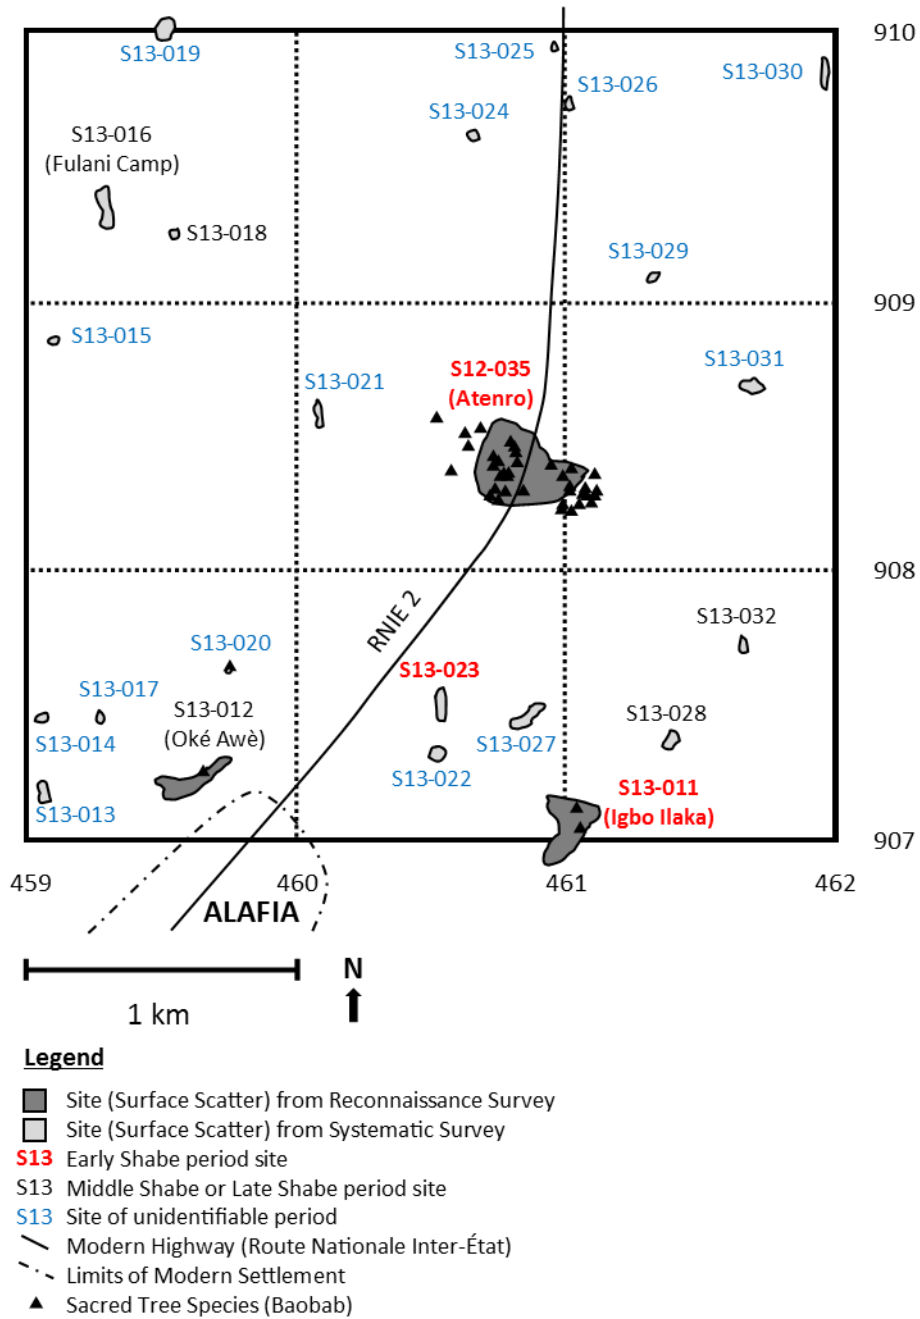 910
S13-019
S13-025
S13-030
S13-026
S13-024
S13-016
(Fulani Camp)
S13-018
S13-029
909
S13-015
S13-031
S12-035
(Atenro)
S13-021
908
RNIE 2
S13-032
S13-020
S13-023
S13-017
S13-012
(Oké Awè)
S13-028
S13-014
S13-027
S13-022
S13-011
(Igbo Ilaka)
S13-013
907
459
460
461
462
ALAFIA
N
1 km
Legend
Site (Surface Scatter) from Reconnaissance Survey
Site (Surface Scatter) from Systematic Survey
S13 Early Shabe period site
S13 Middle Shabe or Late Shabe period site
S13 Site of unidentifiable period
Modern Highway (Route Nationale Inter-État)
Limits of Modern Settlement
Sacred Tree Species (Baobab)